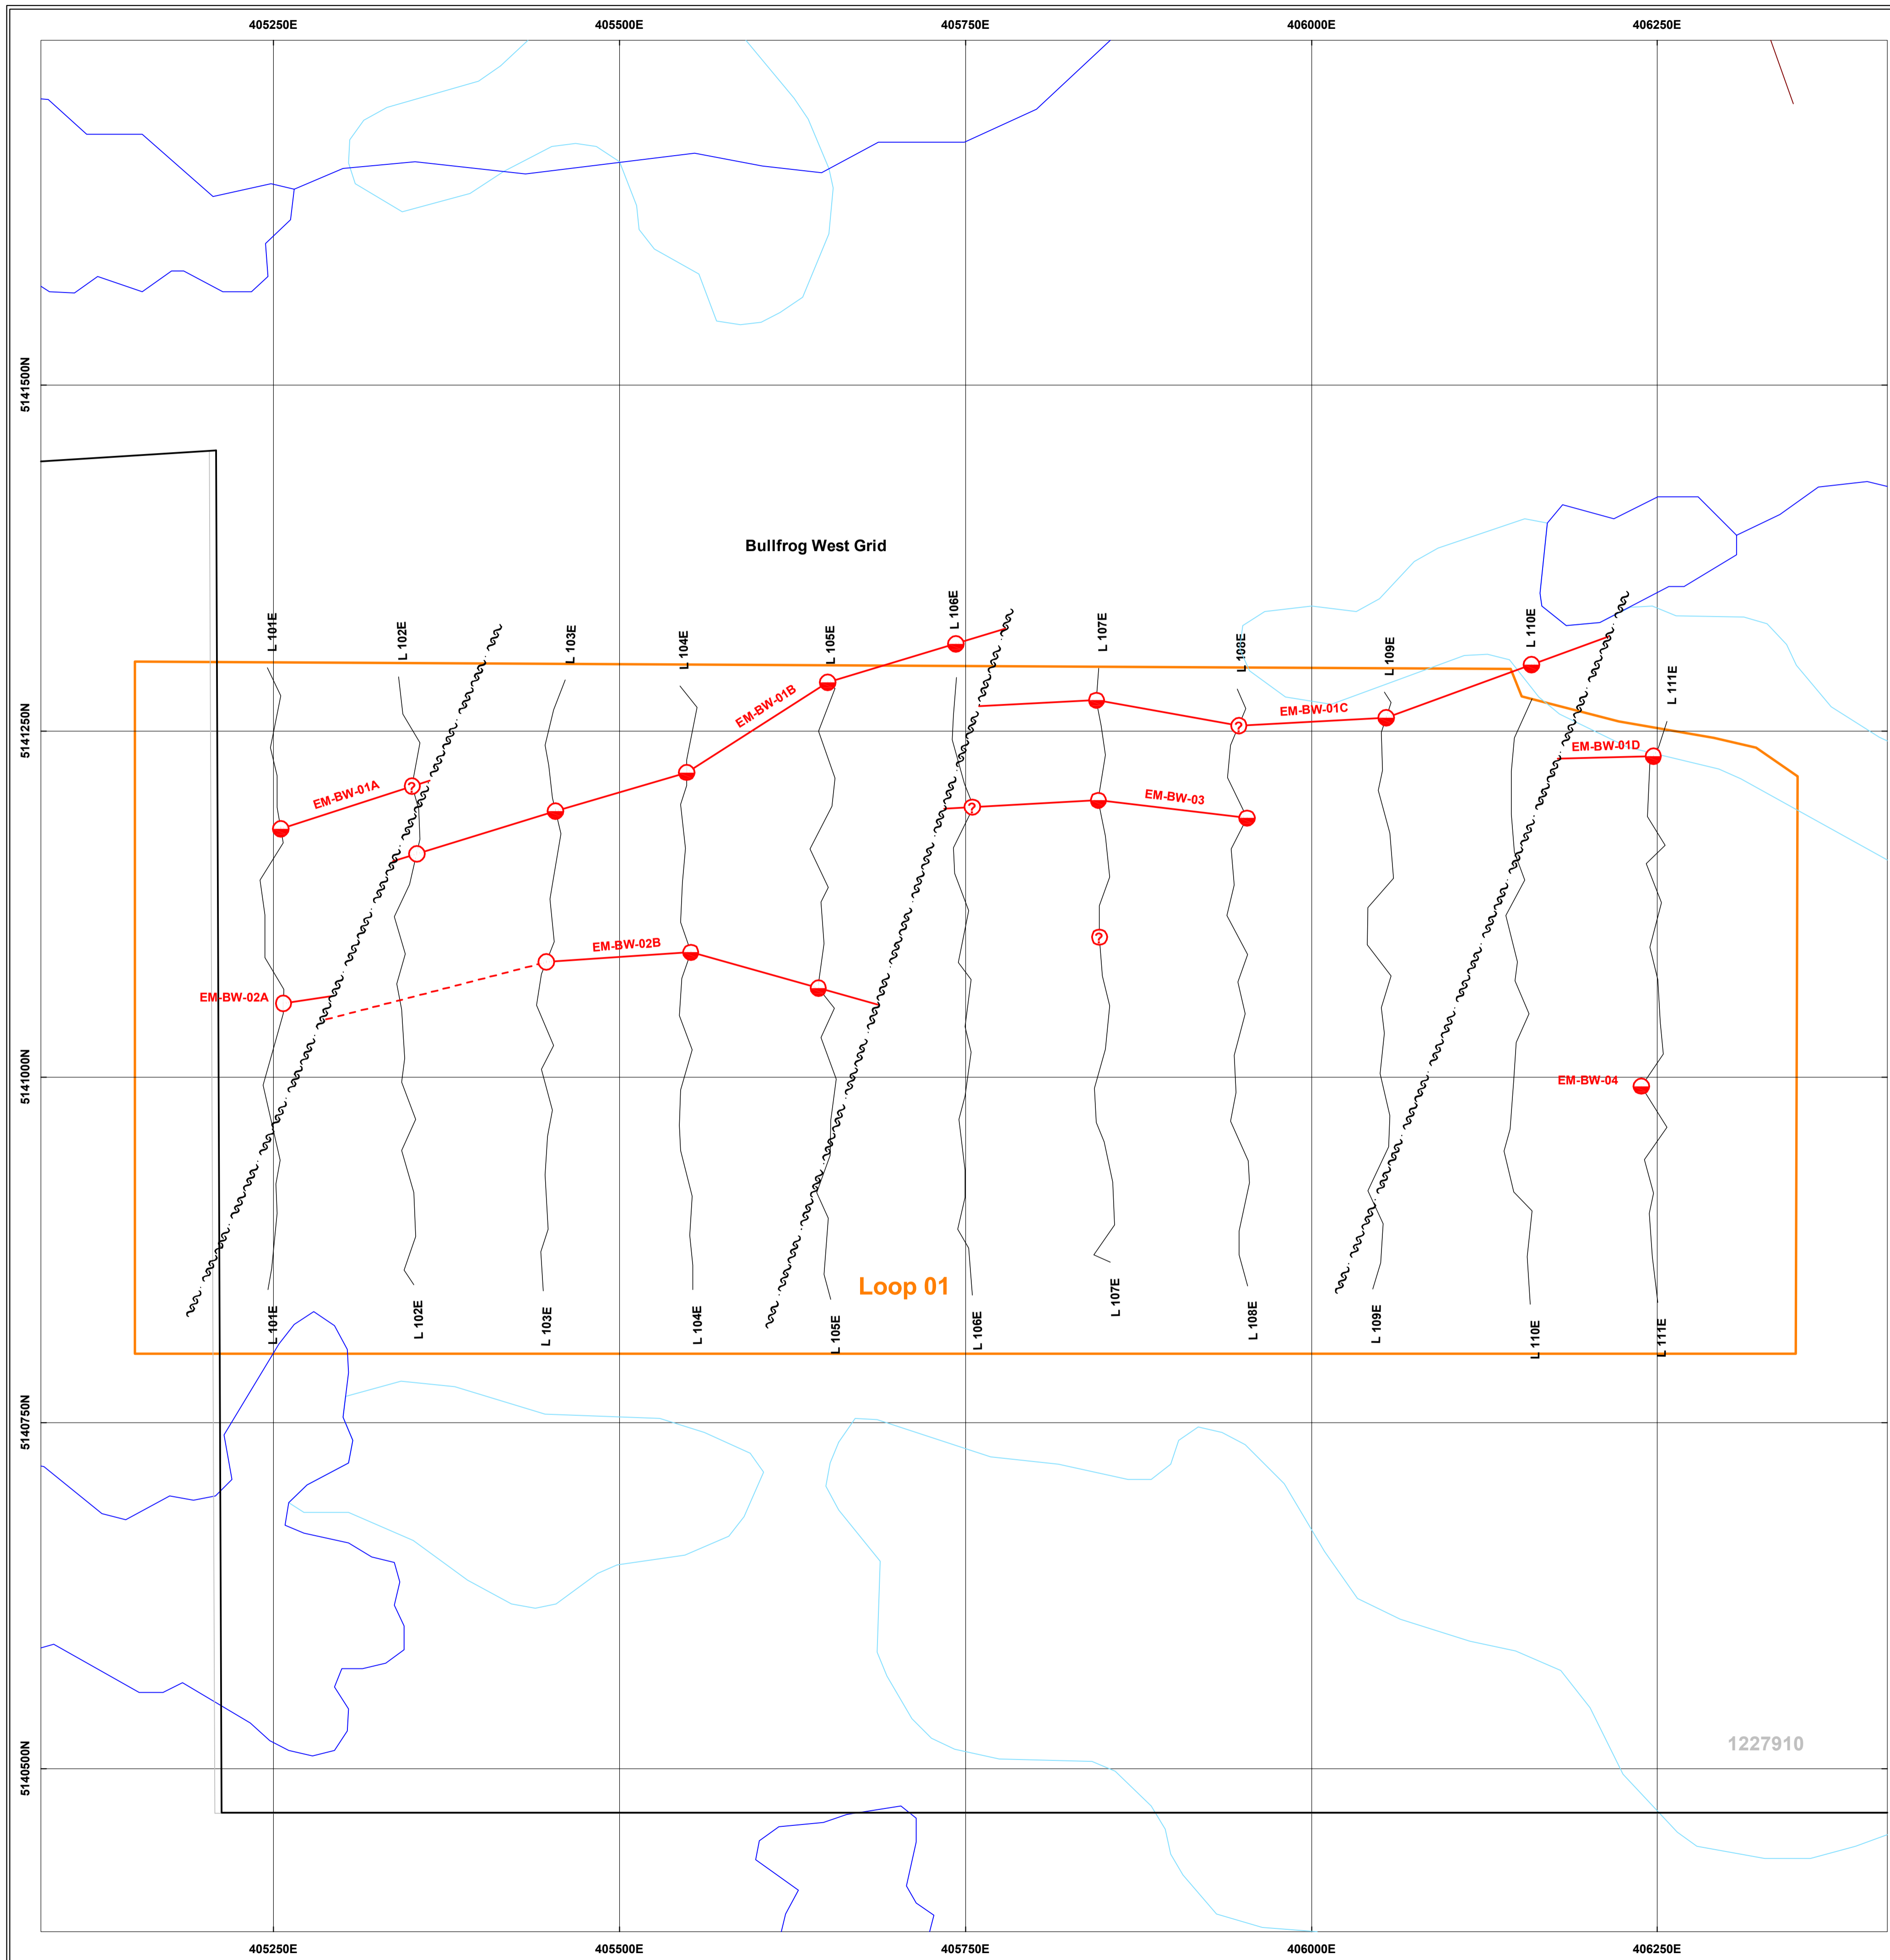 405250E 405500E 405750E 406000E 406250E
5141500N
Bullfrog West Grid
L 101E
L 102E
L 103E
L 104E
L 105E
L 106E
L 107E
L 108E
L 109E
L 110E
L 111E
5141250N
EM-BW-01A
EM-BW-01B
EM-BW-01C
EM-BW-01D
?
?
?
EM-BW-03
?
EM-BW-02A
EM-BW-02B
5141000N
EM-BW-04
Loop 01
L 101E
L 102E
L 103E
L 104E
L 105E
L 106E
L 107E
L 108E
L 109E
L 110E
L 111E
5140750N
1227910
5140500N
405250E 405500E 405750E 406000E 406250E